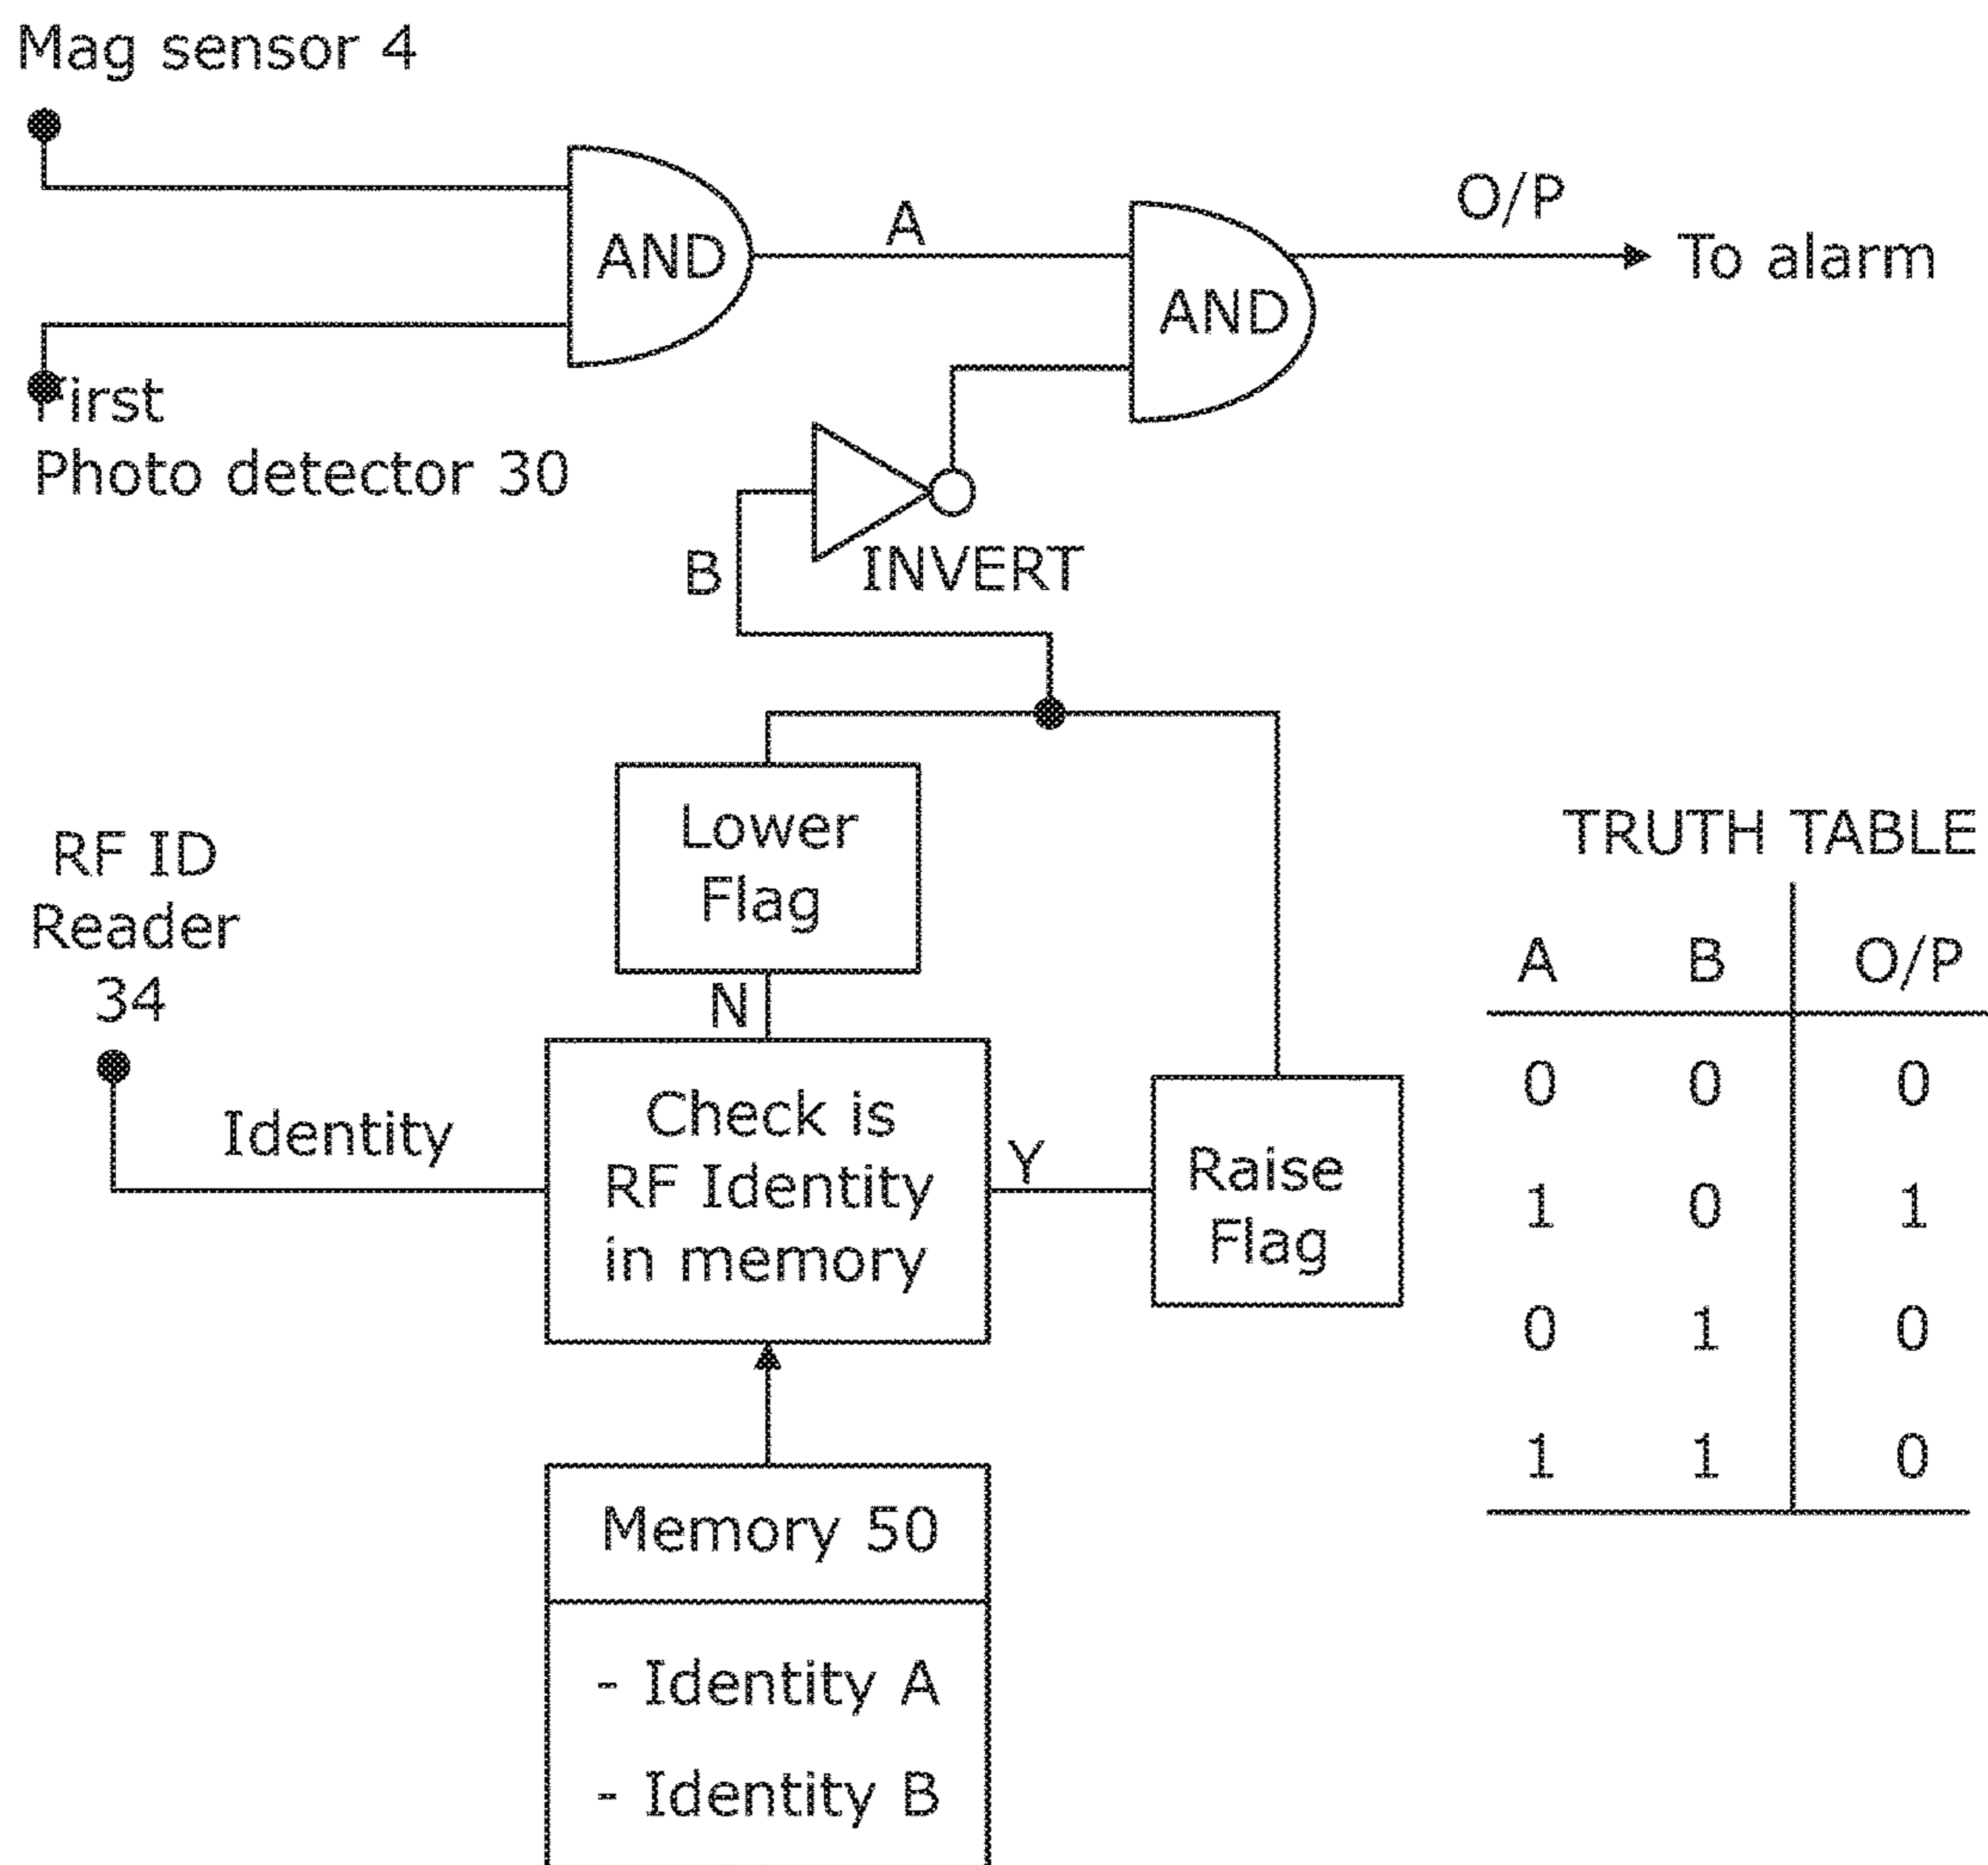 Mag sensor 4
First
Photo detector 30
AND
A
AND
O/P
To alarm
INVERT
B
Lower
Flag
N
RF ID
Reader
34
Identity
Check is
RF Identity
in memory
Y
Raise
Flag
Memory 50
- Identity A
- Identity B
TRUTH TABLE
A B O/P
0 0 0
1 0 1
0 1 0
1 1 0